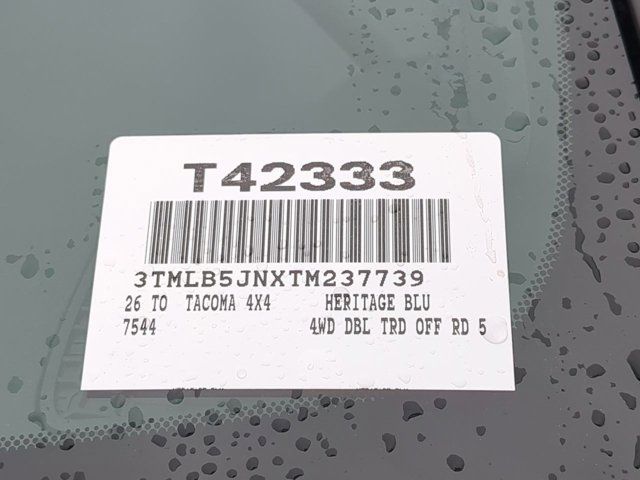 T42333
3TMLB5JNXTM237739
26 TO TACOMA 4X4 HERITAGE BLU
7544 4WD DBL TRD OFF RD 5